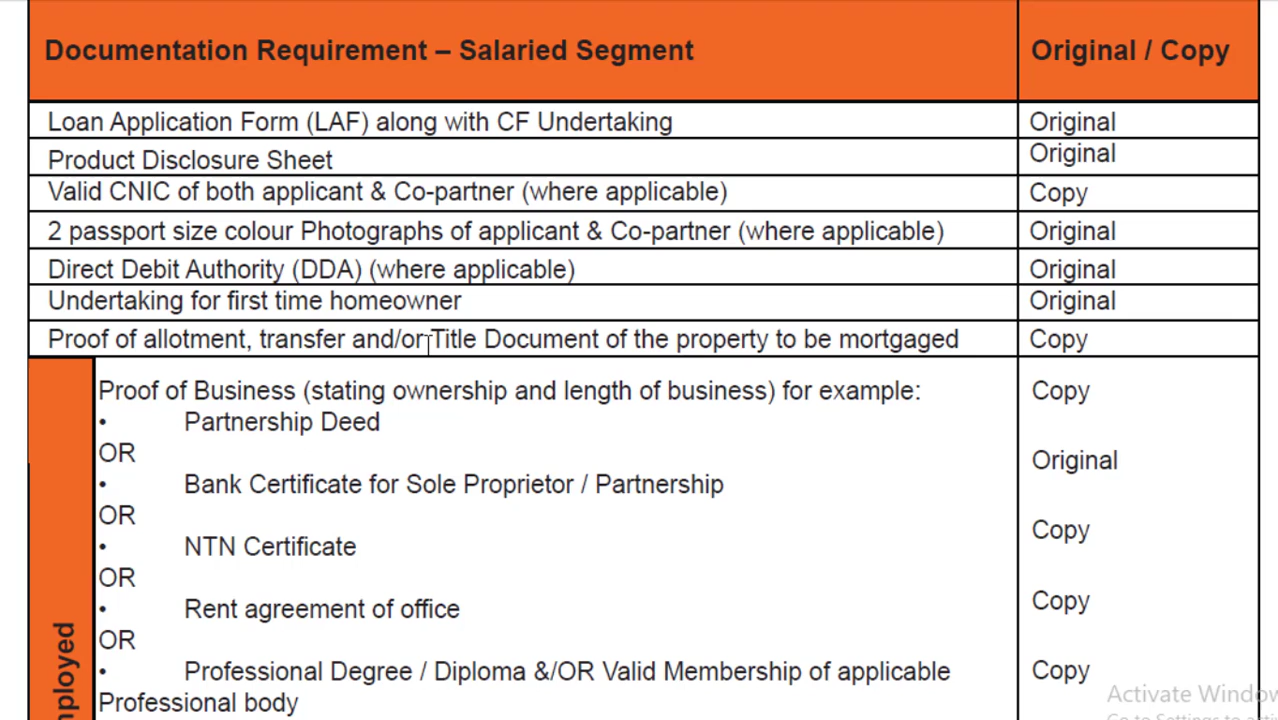 Documentation Requirement – Salaried Segment Original / Copy
Loan Application Form (LAF) along with CF Undertaking Original
Product Disclosure Sheet Original
Valid CNIC of both applicant & Co-partner (where applicable) Copy
2 passport size colour Photographs of applicant & Co-partner (where applicable) Original
Direct Debit Authority (DDA) (where applicable) Original
Undertaking for first time homeowner Original
Proof of allotment, transfer and/or Title Document of the property to be mortgaged Copy
Proof of Business (stating ownership and length of business) for example: Copy
• Partnership Deed
OR Original
• Bank Certificate for Sole Proprietor / Partnership
OR Copy
• NTN Certificate
OR
• Rent agreement of office Copy
OR
• Professional Degree / Diploma &/OR Valid Membership of applicable Copy
Professional body
mployed
Activate Window